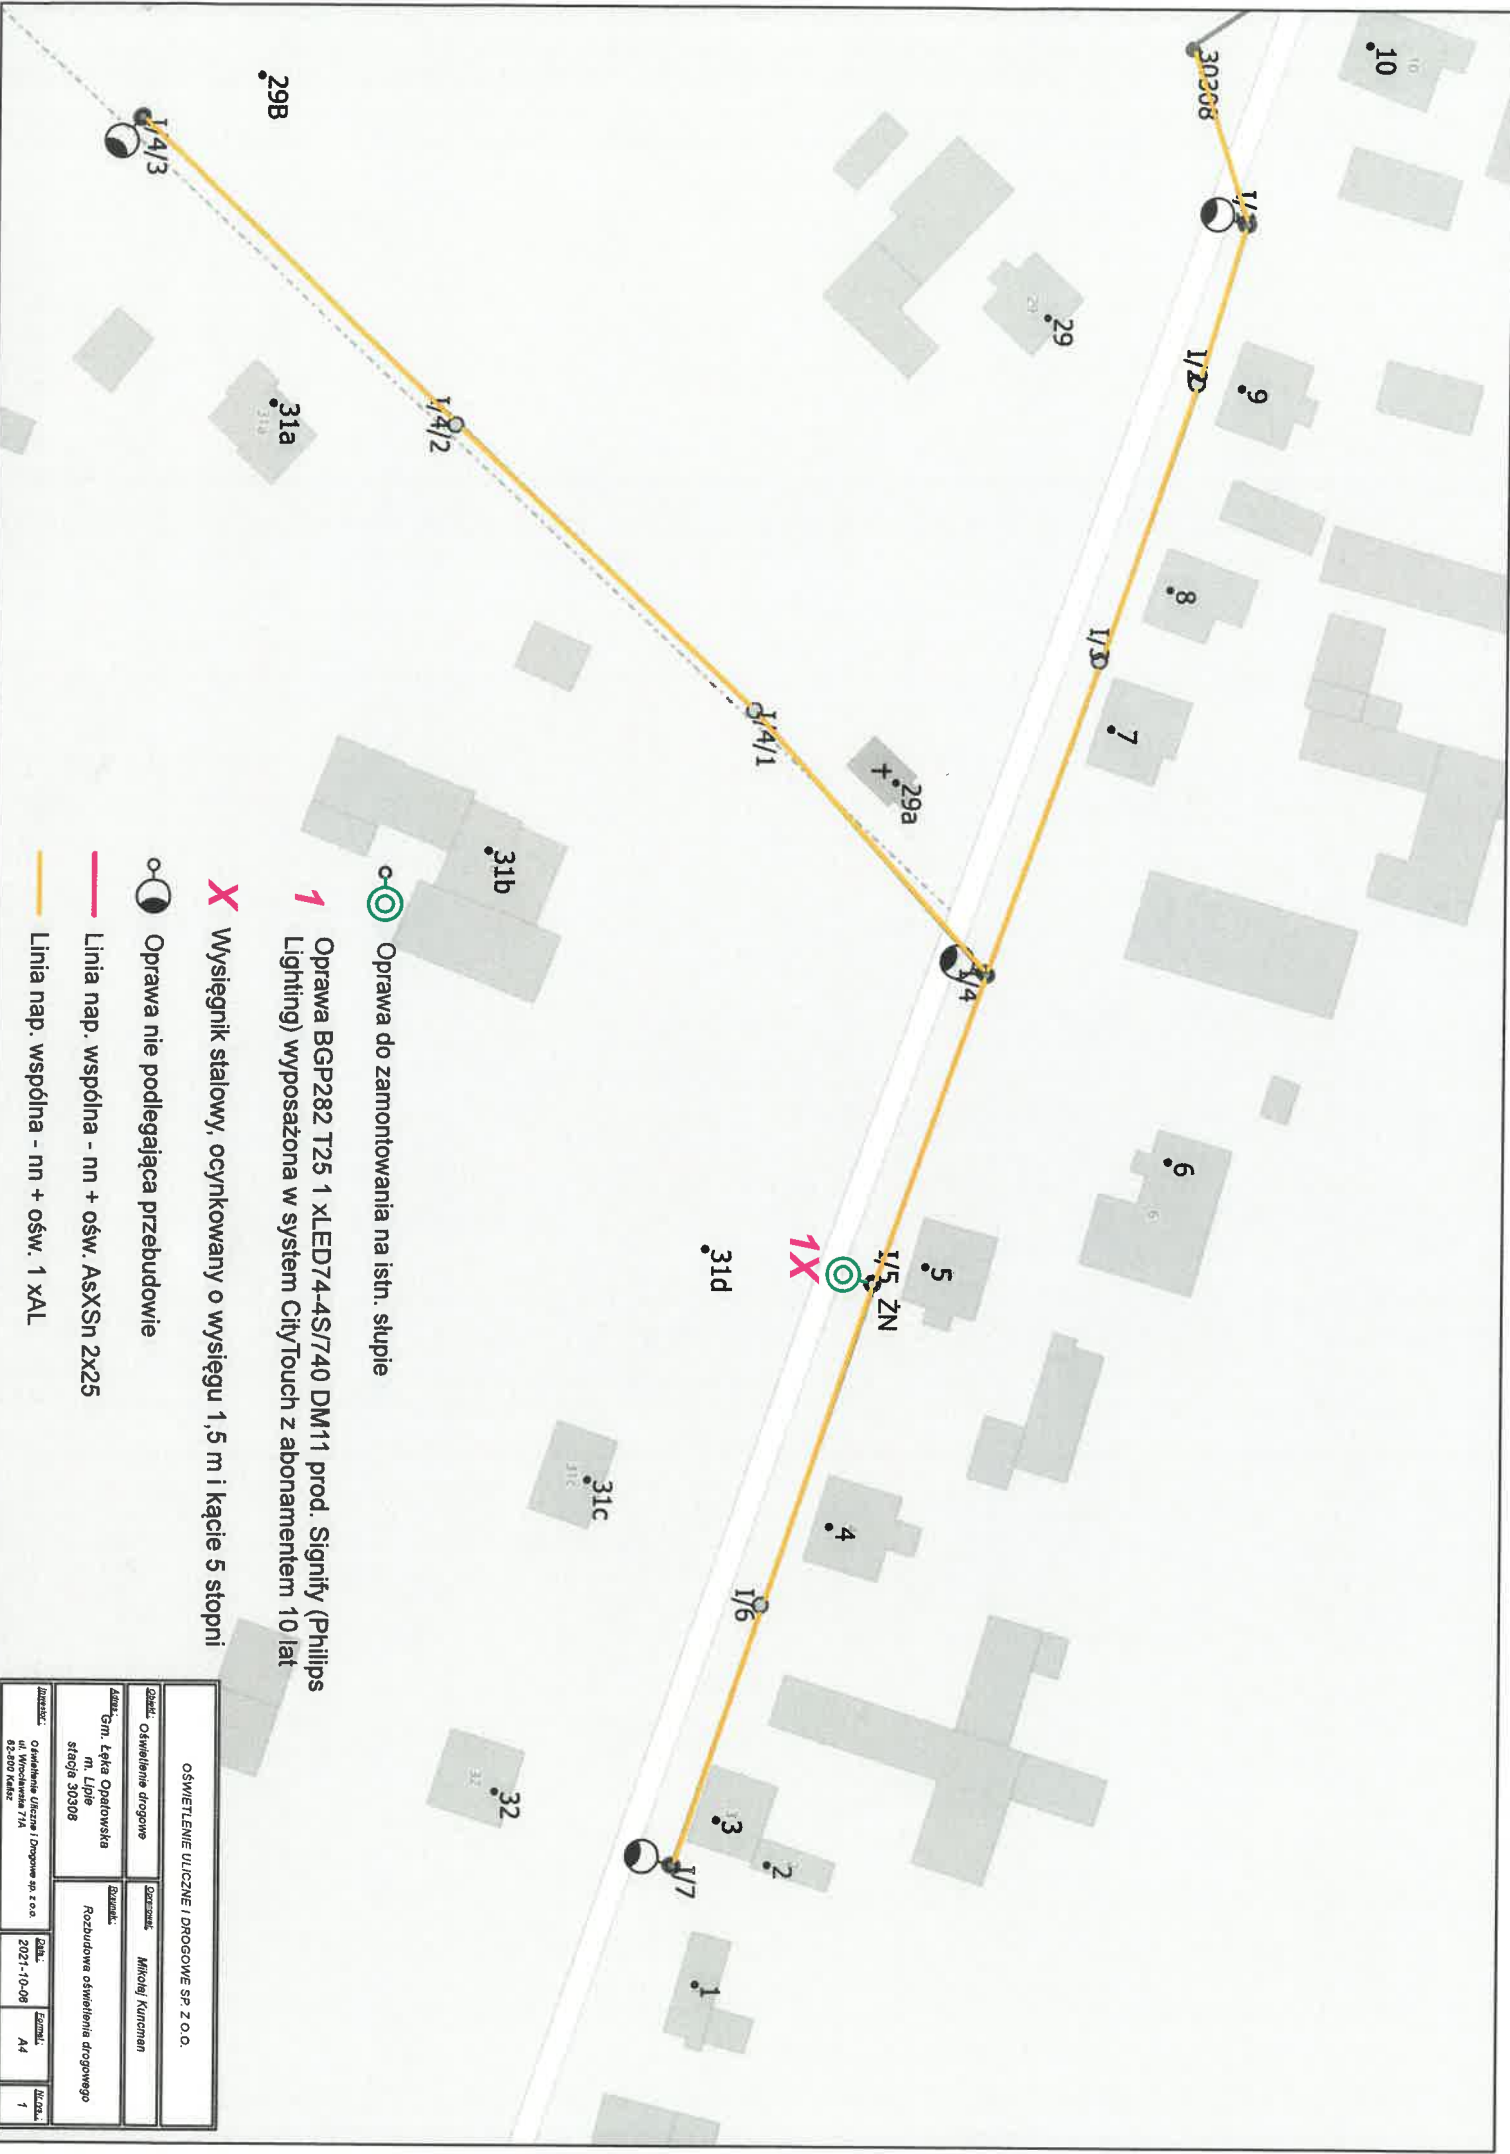 10
30308
I/2
9
29
8
I/3
7
29B
I/4/3
31a
31a
I/4/2
I/4/1
29a
I/4
6
6
5
I/5 ŻN
1X
31d
31b
4
31c
31c
I/6
3
2
I/7
1
32
32
Oprawa do zamontowania na istn. słupie
1 Oprawa BGP282 T25 1 xLED74-4S/740 DM11 prod. Signify (Philips
Lighting) wyposażona w system CityTouch z abonamentem 10 lat
X Wysięgnik stalowy, ocynkowany o wysięgu 1,5 m i kącie 5 stopni
Oprawa nie podlegająca przebudowie
Linia nap. wspólna - nn + ośw. AsXSn 2x25
Linia nap. wspólna - nn + ośw. 1 xAL
OŚWIETLENIE ULICZNE I DROGOWE SP. Z O.O.
Obiekt: Oświetlenie drogowe
Opracował: Mikołaj Kuncman
Adres: Gm. Łęka Opatowska
m. Lipie
stacja 30308
Rysunek:
Rozbudowa oświetlenia drogowego
Inwestor: Oświetlenie Uliczne i Drogowe sp. z o.o.
ul. Wrocławska 71A
62-800 Kalisz
Data: 2021-10-08
Format: A4
Nr rys.: 1